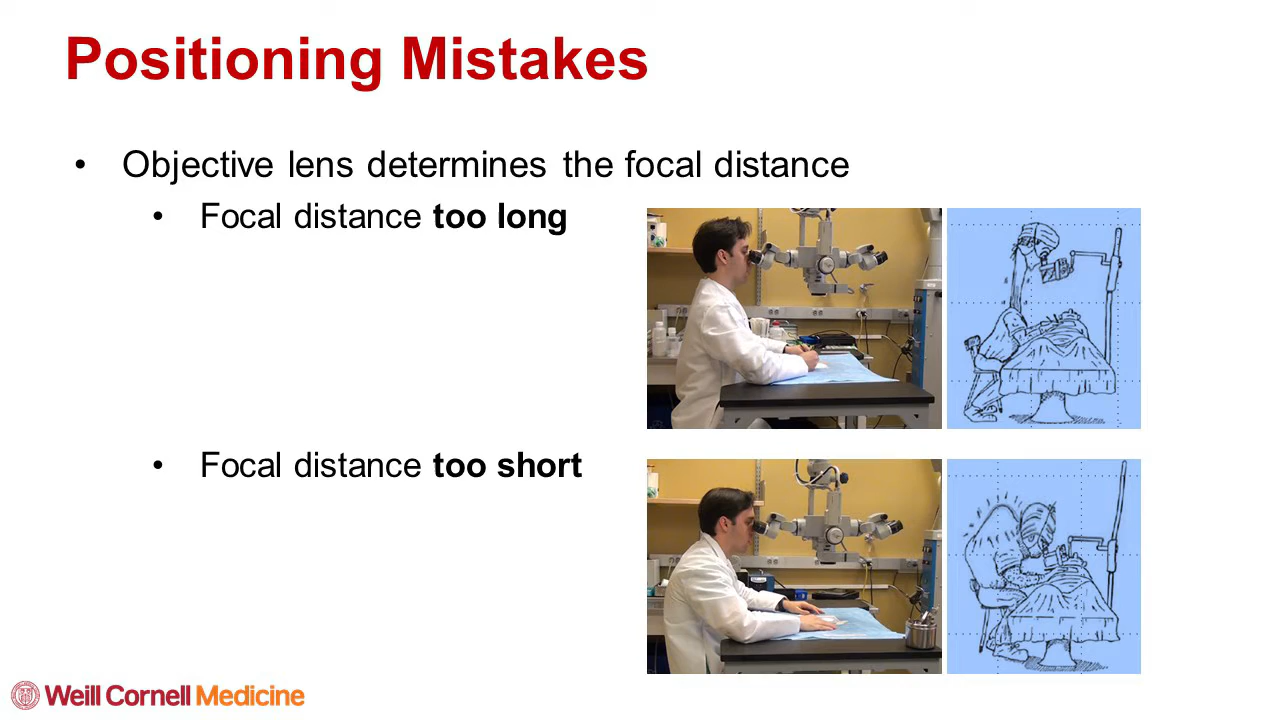 Positioning Mistakes
• Objective lens determines the focal distance
• Focal distance too long
• Focal distance too short
Weill Cornell Medicine